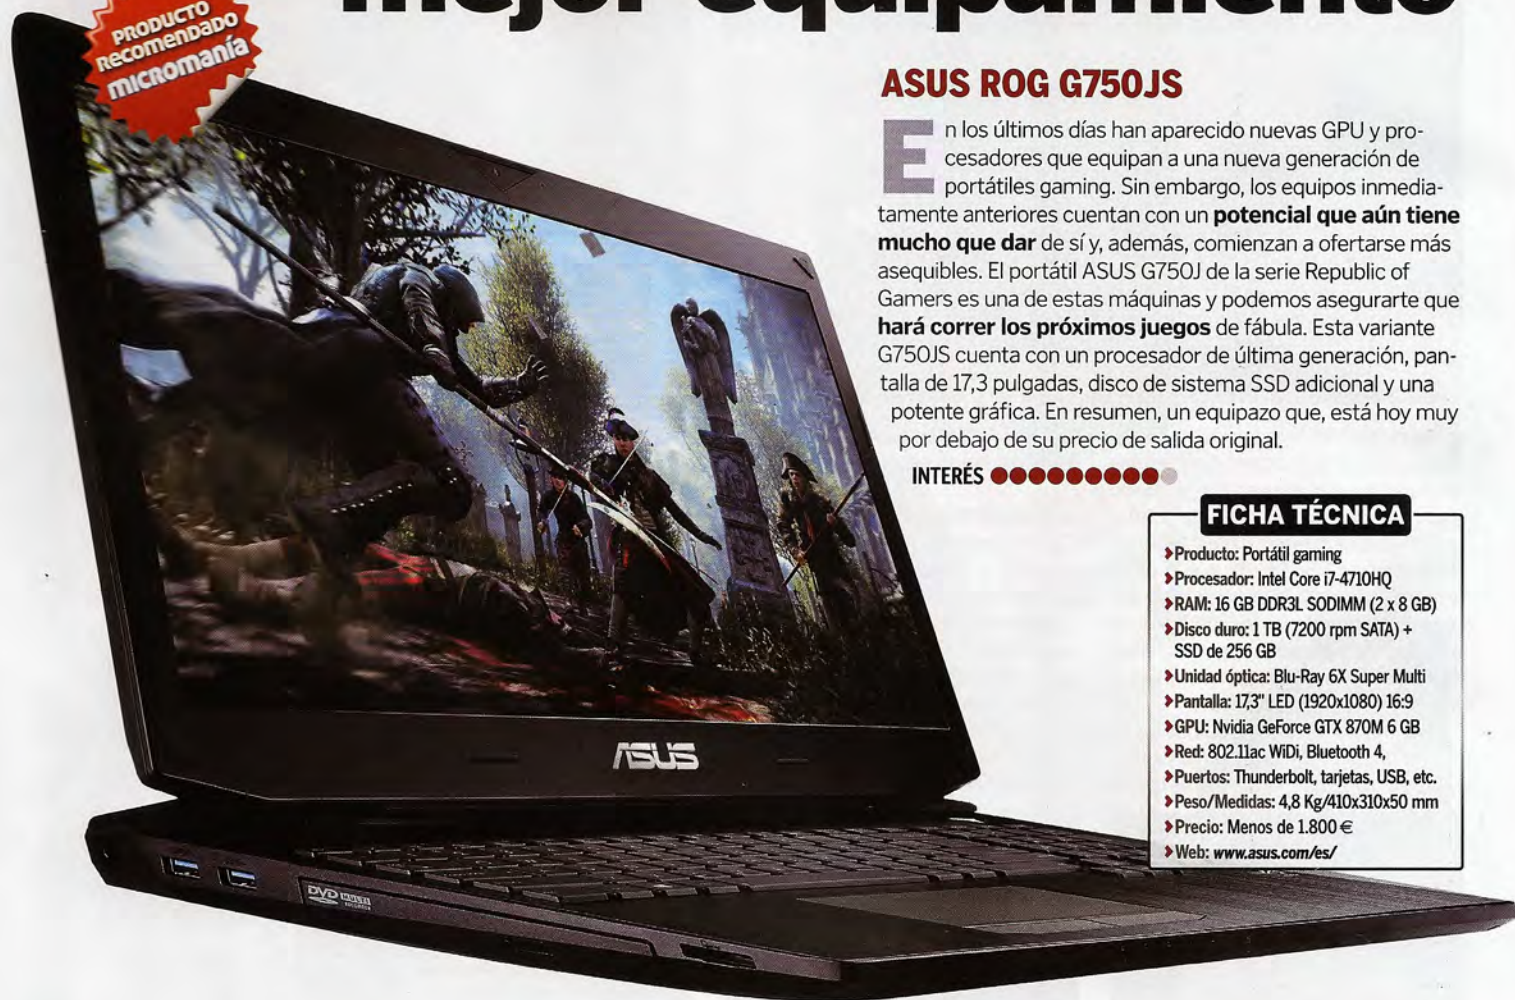 mejor equipamiento
PRODUCTO
RECOMENDADO
micromanía
ASUS ROG G750JS
En los últimos días han aparecido nuevas GPU y pro-
cesadores que equipan a una nueva generación de
portátiles gaming. Sin embargo, los equipos inmedia-
tamente anteriores cuentan con un potencial que aún tiene
mucho que dar de sí y, además, comienzan a ofertarse más
asequibles. El portátil ASUS G750J de la serie Republic of
Gamers es una de estas máquinas y podemos asegurarte que
hará correr los próximos juegos de fábula. Esta variante
G750JS cuenta con un procesador de última generación, pan-
talla de 17,3 pulgadas, disco de sistema SSD adicional y una
potente gráfica. En resumen, un equipazo que, está hoy muy
por debajo de su precio de salida original.
INTERÉS
FICHA TÉCNICA
Producto: Portátil gaming
Procesador: Intel Core i7-4710HQ
RAM: 16 GB DDR3L SODIMM (2 x 8 GB)
Disco duro: 1 TB (7200 rpm SATA) +
SSD de 256 GB
Unidad óptica: Blu-Ray 6X Super Multi
Pantalla: 17,3" LED (1920x1080) 16:9
GPU: Nvidia GeForce GTX 870M 6 GB
Red: 802.11ac WiDi, Bluetooth 4,
Puertos: Thunderbolt, tarjetas, USB, etc.
Peso/Medidas: 4,8 Kg/410x310x50 mm
Precio: Menos de 1.800 €
Web: www.asus.com/es/
ASUS
DVD MULTI
RECORDER